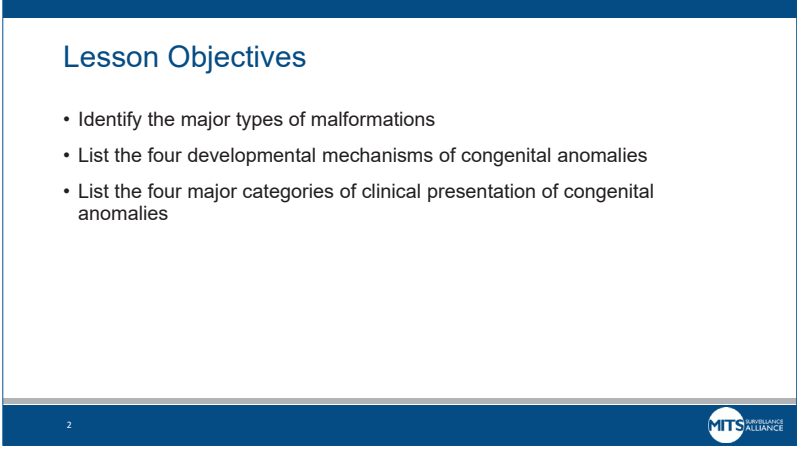 Lesson Objectives
• Identify the major types of malformations
• List the four developmental mechanisms of congenital anomalies
• List the four major categories of clinical presentation of congenital
anomalies
2
MITS SURVEILLANCE
ALLIANCE